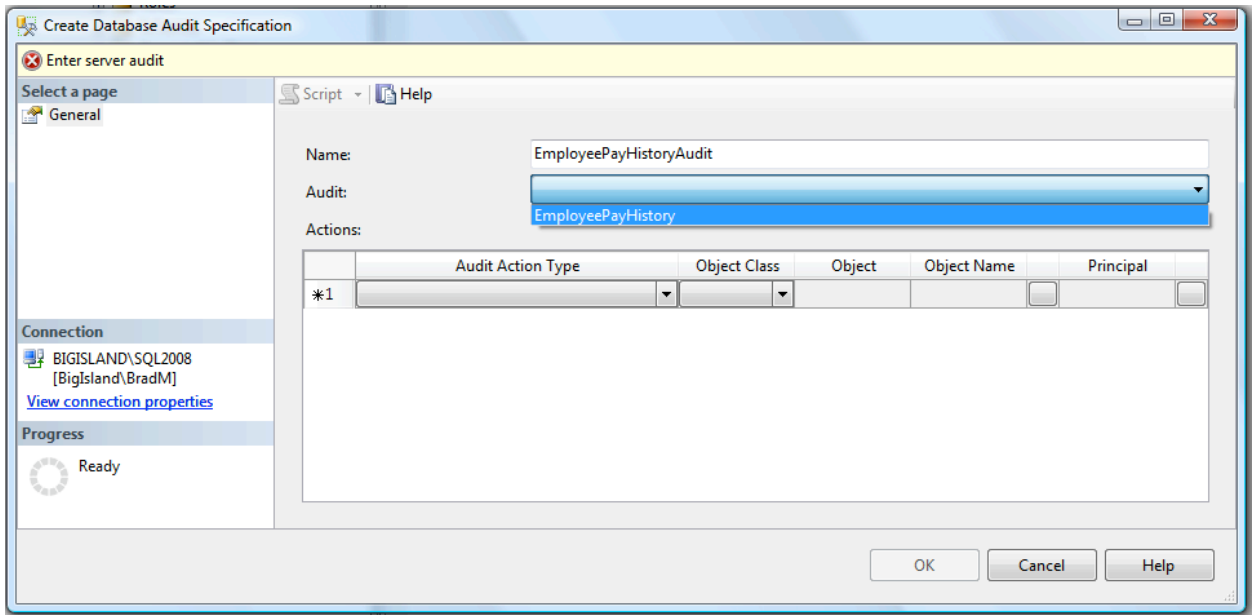 Create Database Audit Specification
Enter server audit
Select a page
General
Script
Help
Name:
EmployeePayHistoryAudit
Audit:
EmployeePayHistory
Actions:
Audit Action Type Object Class Object Object Name Principal
*1
Connection
BIGISLAND\SQL2008
[BigIsland\BradM]
View connection properties
Progress
Ready
OK Cancel Help